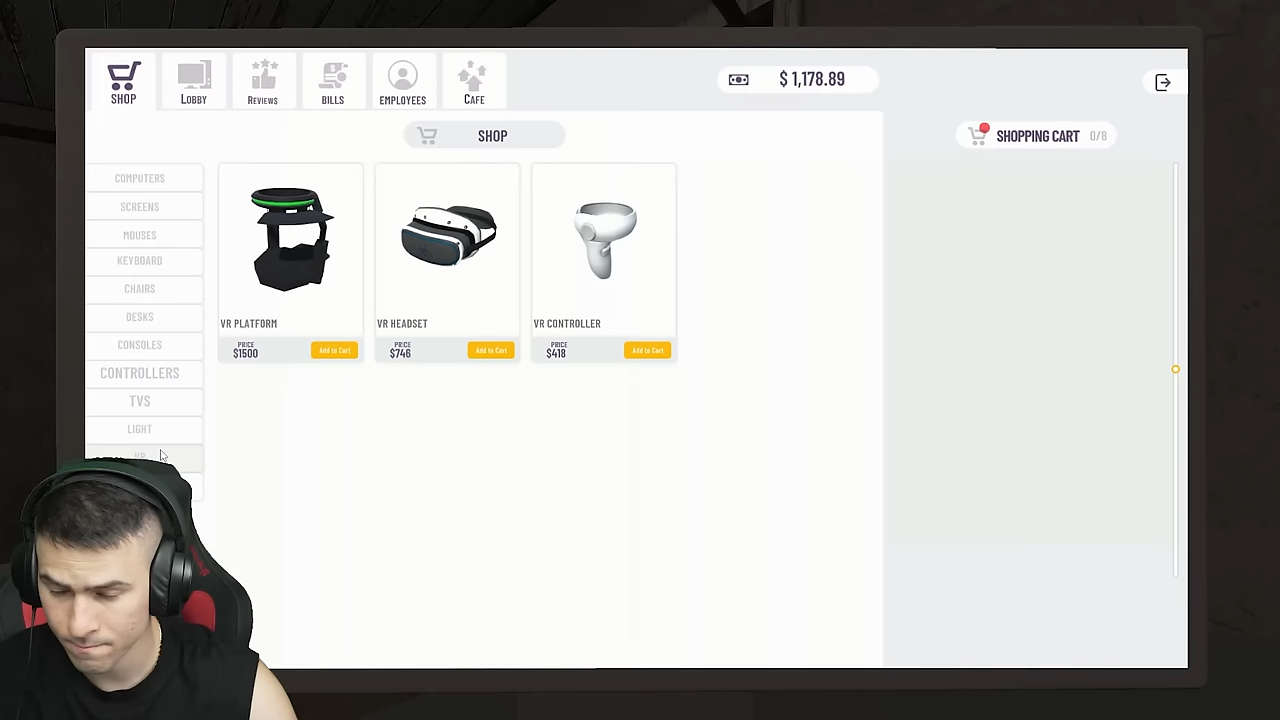 SHOP
LOBBY
REVIEWS
BILLS
EMPLOYEES
CAFE
$ 1,178.89
SHOP
SHOPPING CART 0/8
COMPUTERS
SCREENS
MOUSES
KEYBOARD
CHAIRS
DESKS
CONSOLES
CONTROLLERS
TVS
LIGHT
VR
VR PLATFORM
PRICE
$1500
Add to Cart
VR HEADSET
PRICE
$746
Add to Cart
VR CONTROLLER
PRICE
$418
Add to Cart